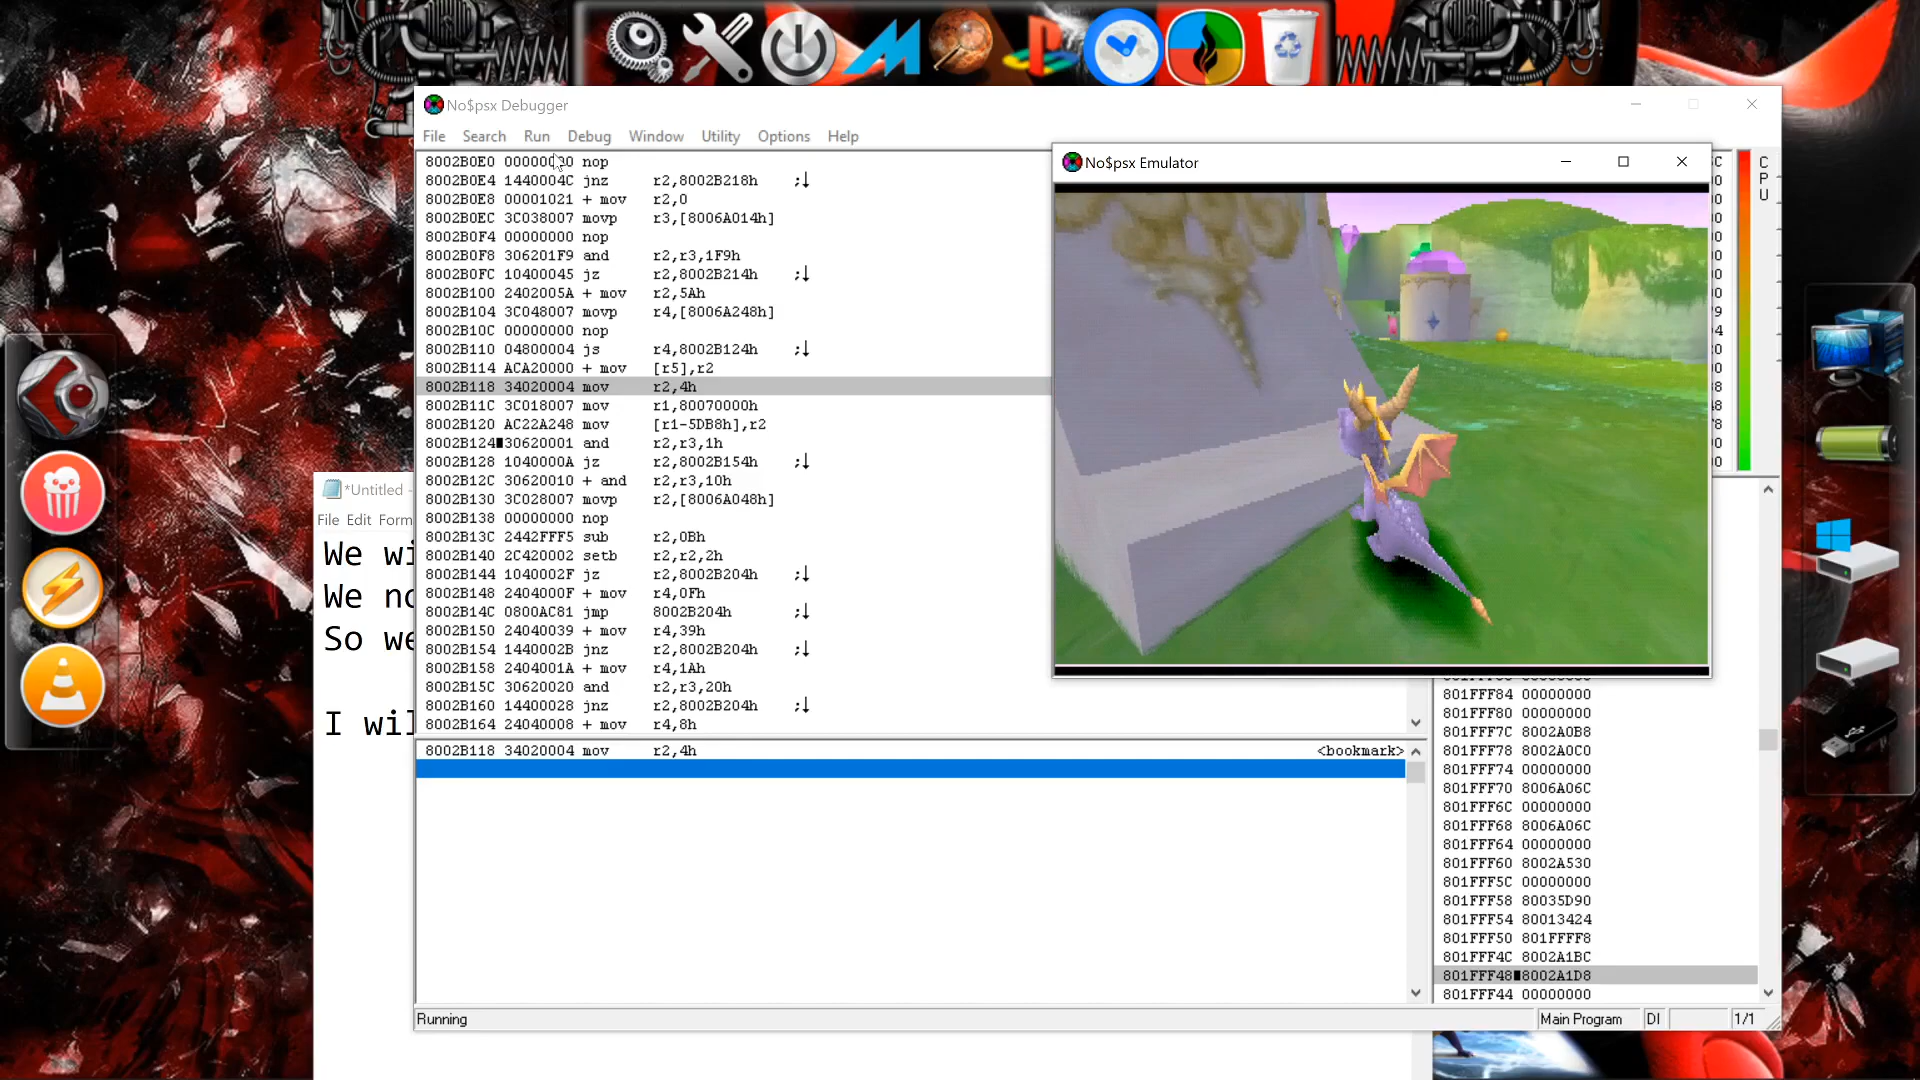 No$psx Debugger
File Search Run Debug Window Utility Options Help
8002B0E0 00000000 nop
8002B0E4 1440004C jnz r2,8002B218h ;↓
8002B0E8 00001021 + mov r2,0
8002B0EC 3C038007 movp r3,[8006A014h]
8002B0F4 00000000 nop
8002B0F8 306201F9 and r2,r3,1F9h
8002B0FC 10400045 jz r2,8002B214h ;↓
8002B100 2402005A + mov r2,5Ah
8002B104 3C048007 movp r4,[8006A248h]
8002B10C 00000000 nop
8002B110 04800004 js r4,8002B124h ;↓
8002B114 ACA20000 + mov [r5],r2
8002B118 34020004 mov r2,4h
8002B11C 3C018007 mov r1,80070000h
8002B120 AC22A248 mov [r1-5DB8h],r2
8002B124 30620001 and r2,r3,1h
8002B128 1040000A jz r2,8002B154h ;↓
8002B12C 30620010 + and r2,r3,10h
8002B130 3C028007 movp r2,[8006A048h]
8002B138 00000000 nop
8002B13C 2442FFF5 sub r2,0Bh
8002B140 2C420002 setb r2,r2,2h
8002B144 1040002F jz r2,8002B204h ;↓
8002B148 2404000F + mov r4,0Fh
8002B14C 0800AC81 jmp 8002B204h ;↓
8002B150 24040039 + mov r4,39h
8002B154 1440002B jnz r2,8002B204h ;↓
8002B158 2404001A + mov r4,1Ah
8002B15C 30620020 and r2,r3,20h
8002B160 14400028 jnz r2,8002B204h ;↓
8002B164 24040008 + mov r4,8h
8002B118 34020004 mov r2,4h <bookmark>
Running
Main Program DI 1/1
No$psx Emulator
C
P
U
801FFF84 00000000
801FFF80 00000000
801FFF7C 8002A0B8
801FFF78 8002A0C0
801FFF74 00000000
801FFF70 8006A06C
801FFF6C 00000000
801FFF68 8006A06C
801FFF64 00000000
801FFF60 8002A530
801FFF5C 00000000
801FFF58 80035D90
801FFF54 80013424
801FFF50 801FFFF8
801FFF4C 8002A1BC
801FFF48 8002A1D8
801FFF44 00000000
*Untitled -
File Edit Form
We wi
We no
So we
I wil